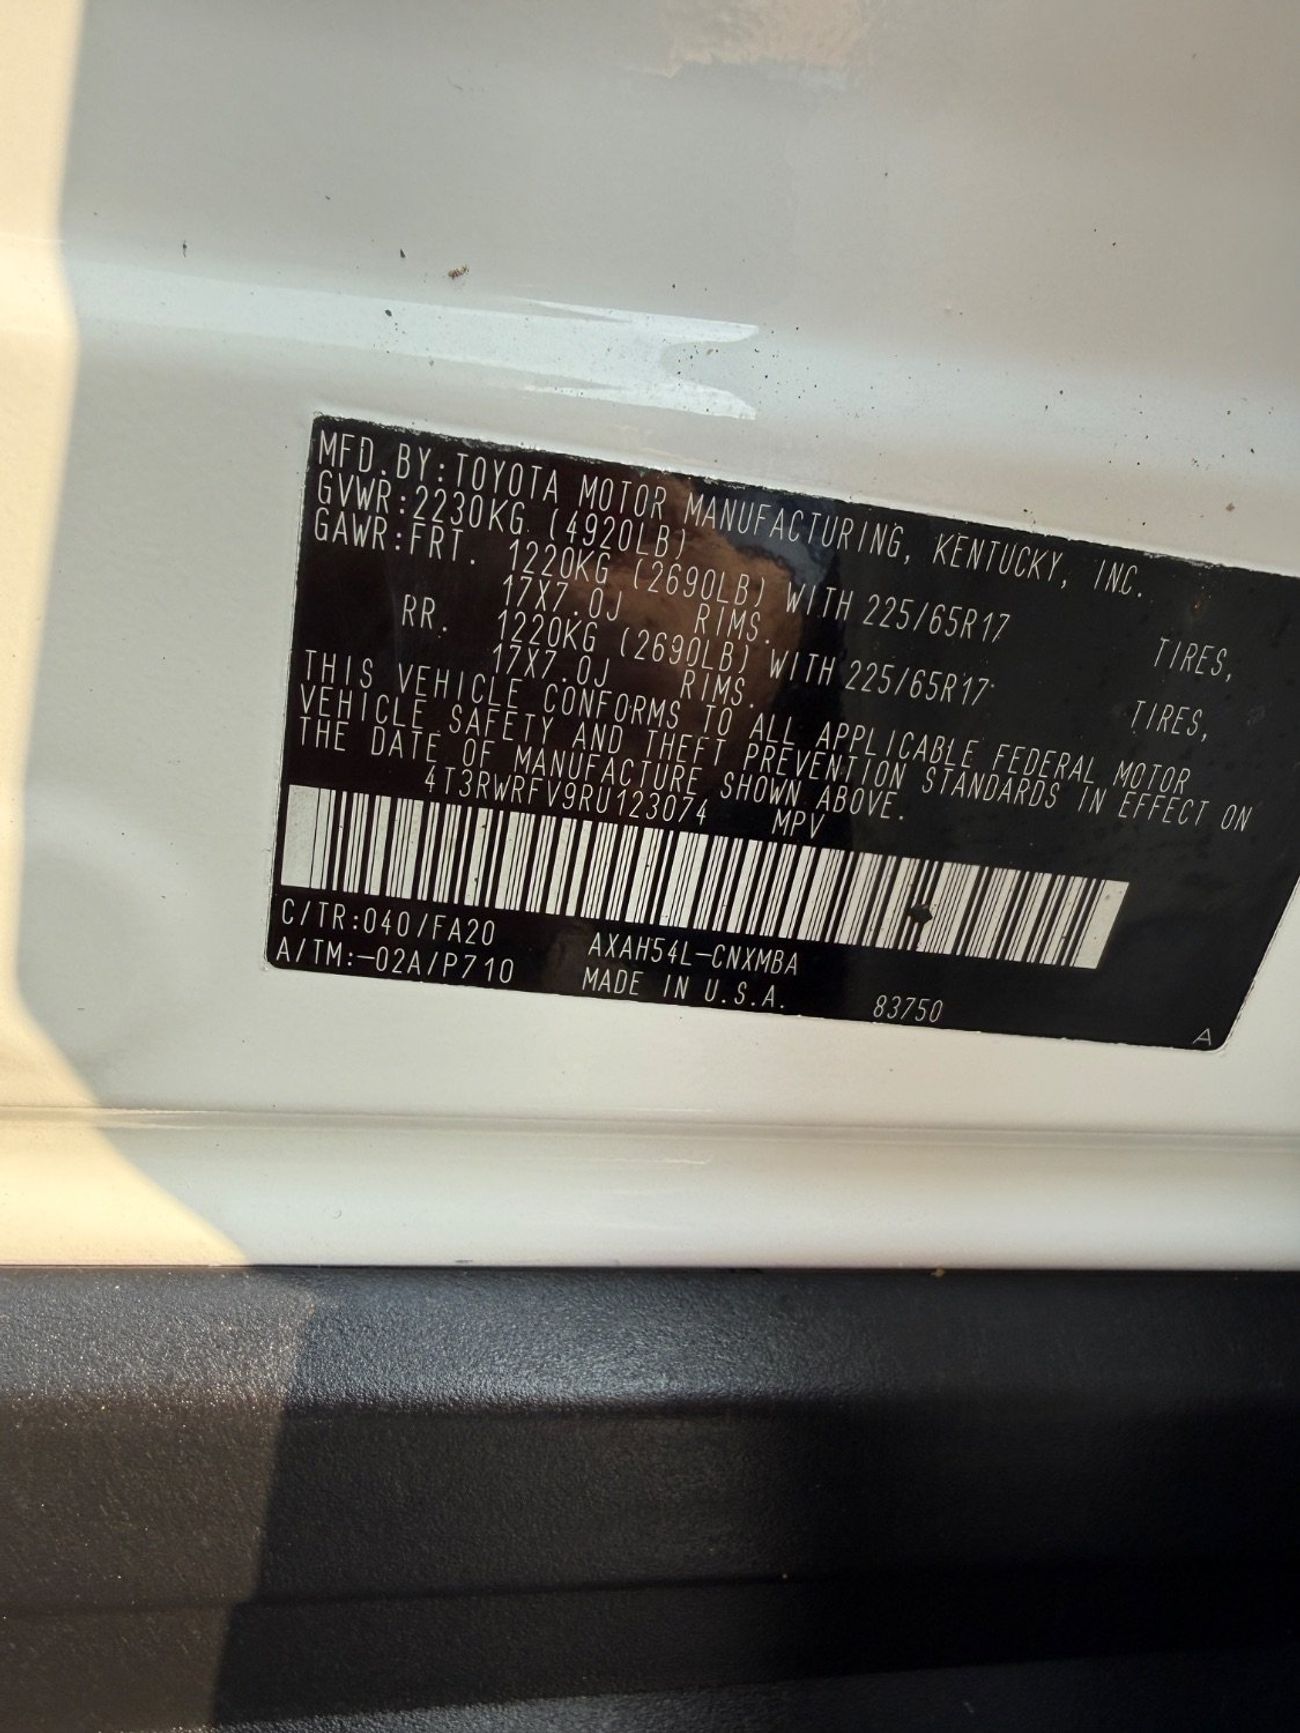 MFD.BY:TOYOTA MOTOR MANUFACTURING, KENTUCKY, INC.
GVWR:2230KG (4920LB)
GAWR:FRT. 1220KG (2690LB) WITH 225/65R17 TIRES,
17X7.0J RIMS.
RR. 1220KG (2690LB) WITH 225/65R17 TIRES,
17X7.0J RIMS.
THIS VEHICLE CONFORMS TO ALL APPLICABLE FEDERAL MOTOR
VEHICLE SAFETY AND THEFT PREVENTION STANDARDS IN EFFECT ON
THE DATE OF MANUFACTURE SHOWN ABOVE.
4T3RWRFV9RU123074 MPV
C/TR:040/FA20 AXAH54L-CNXMBA
A/TM:-02A/P710 MADE IN U.S.A. 83750
A